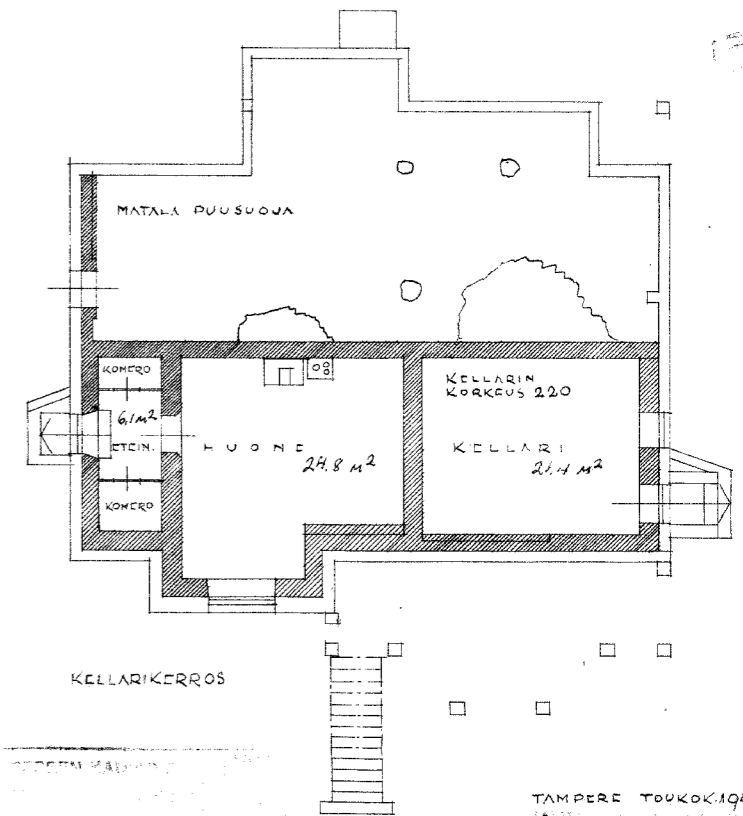 MATALA PUUSUOJA
KOMERO
6,1 M²
ETEIN.
KOMERO
HUONE
24.8 M²
KELLARIN
KORKEUS 220
KELLARI
21.4 M²
KELLARIKERROS
TAMPERE TOUKOK.194